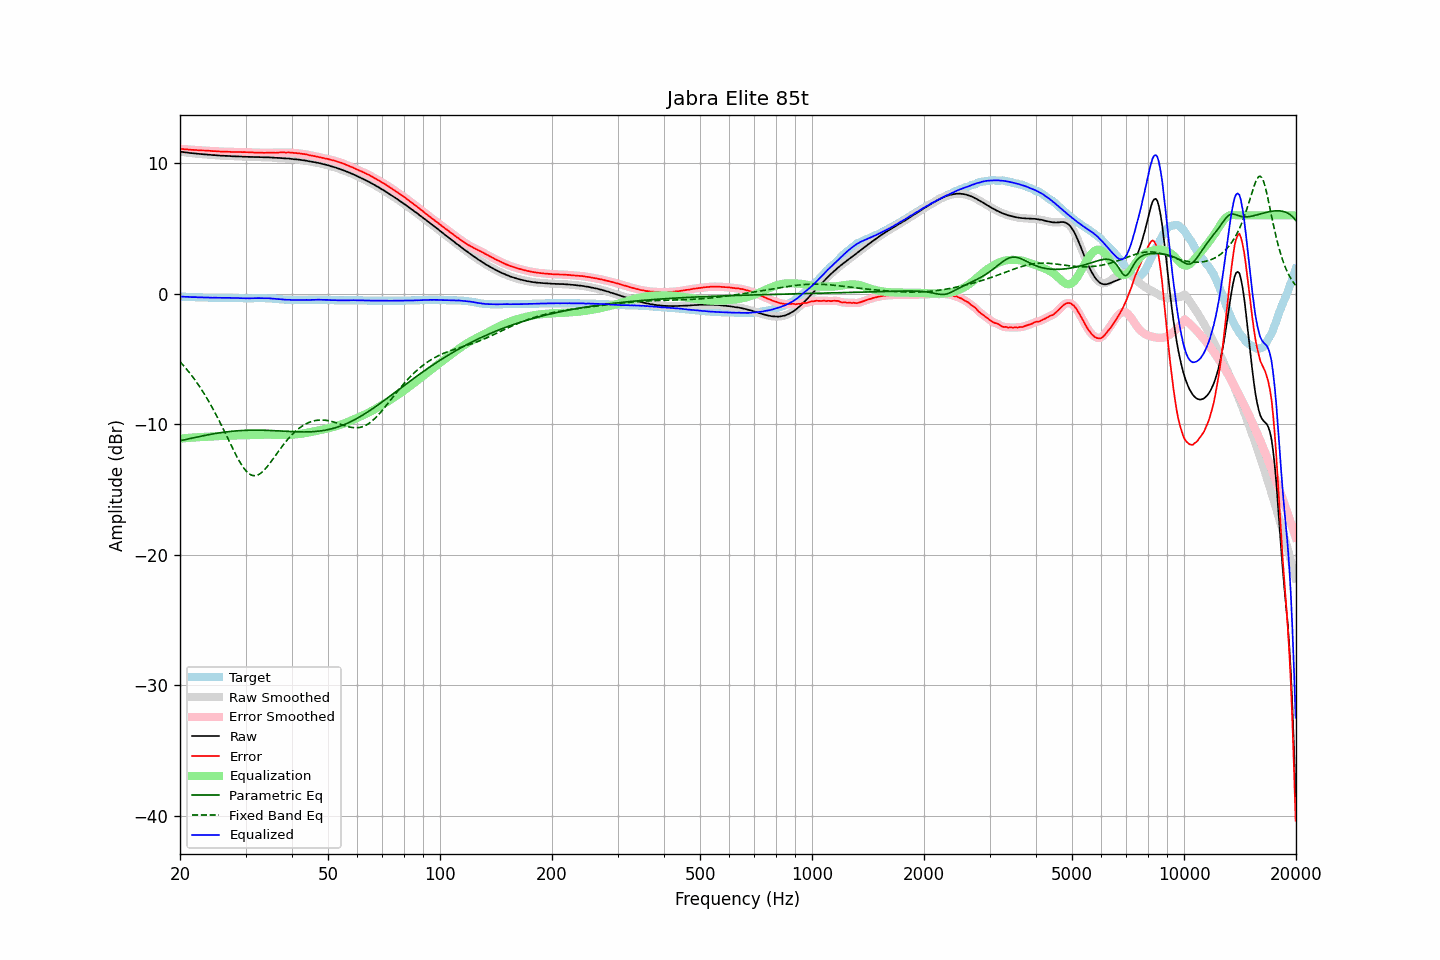 Jabra Elite 85t
10
0
−10
−20
−30
−40
Amplitude (dBr)
Target
Raw Smoothed
Error Smoothed
Raw
Error
Equalization
Parametric Eq
Fixed Band Eq
Equalized
20 50 100 200 500 1000 2000 5000 10000 20000
Frequency (Hz)